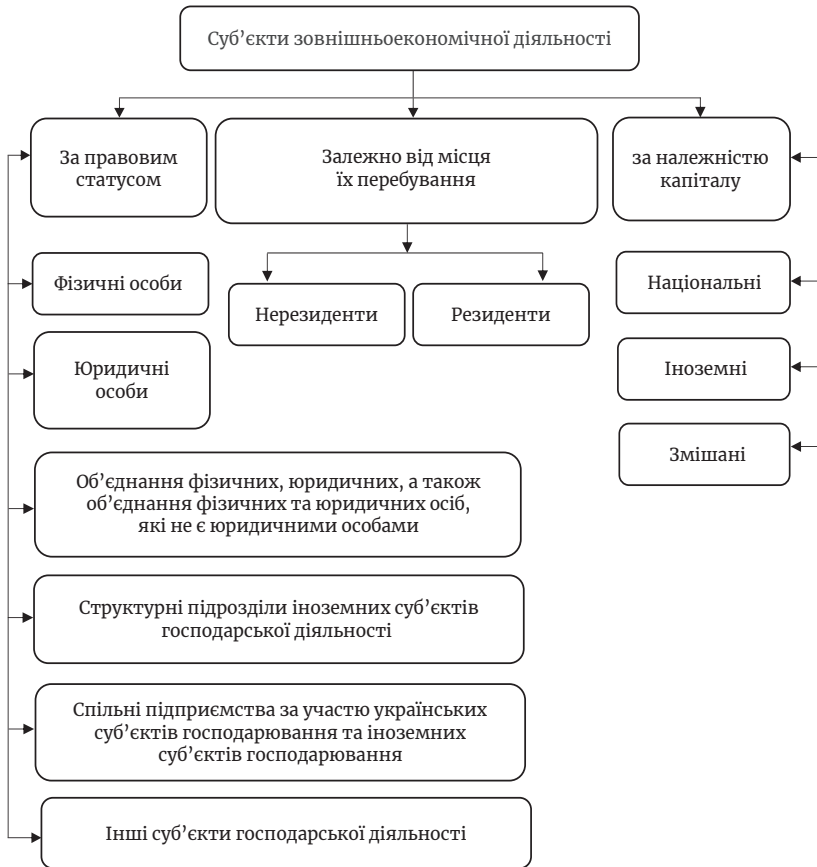 Суб’єкти зовнішньоекономічної діяльності
За правовим
статусом
Залежно від місця
їх перебування
за належністю
капіталу
Фізичні особи
Нерезиденти
Резиденти
Національні
Юридичні
особи
Іноземні
Змішані
Об’єднання фізичних, юридичних, а також
об’єднання фізичних та юридичних осіб,
які не є юридичними особами
Структурні підрозділи іноземних суб’єктів
господарської діяльності
Спільні підприємства за участю українських
суб’єктів господарювання та іноземних
суб’єктів господарювання
Інші суб’єкти господарської діяльності